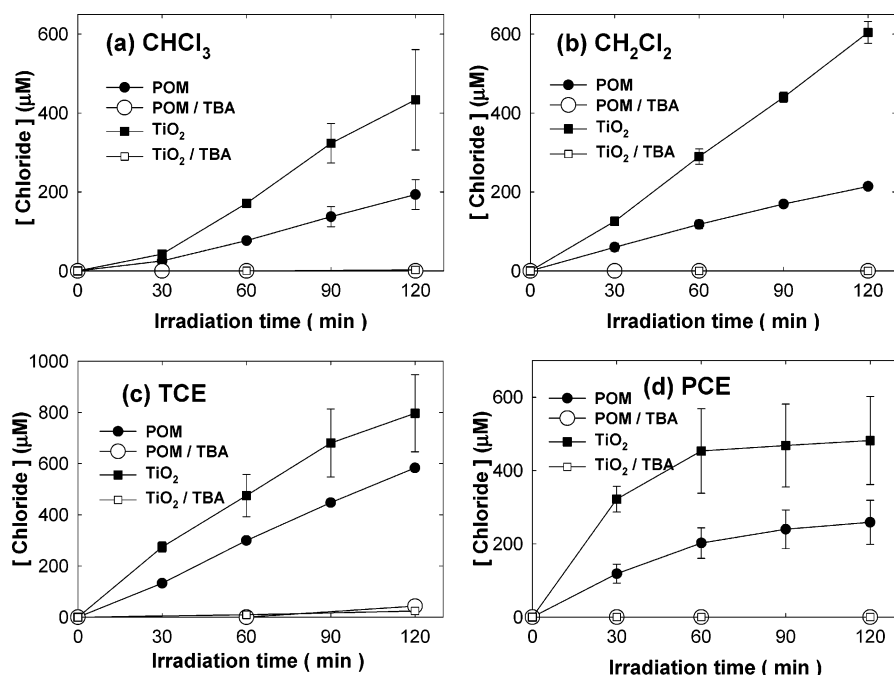 (a) CHCl₃
[ Chloride ] (μM)
600
400
200
0
POM
POM / TBA
TiO₂
TiO₂ / TBA
0 30 60 90 120
Irradiation time ( min )
(b) CH₂Cl₂
[ Chloride ] (μM)
600
400
200
0
POM
POM / TBA
TiO₂
TiO₂ / TBA
0 30 60 90 120
Irradiation time ( min )
(c) TCE
[ Chloride ] (μM)
1000
800
600
400
200
0
POM
POM / TBA
TiO₂
TiO₂ / TBA
0 30 60 90 120
Irradiation time ( min )
(d) PCE
[ Chloride ] (μM)
600
400
200
0
POM
POM / TBA
TiO₂
TiO₂ / TBA
0 30 60 90 120
Irradiation time ( min )